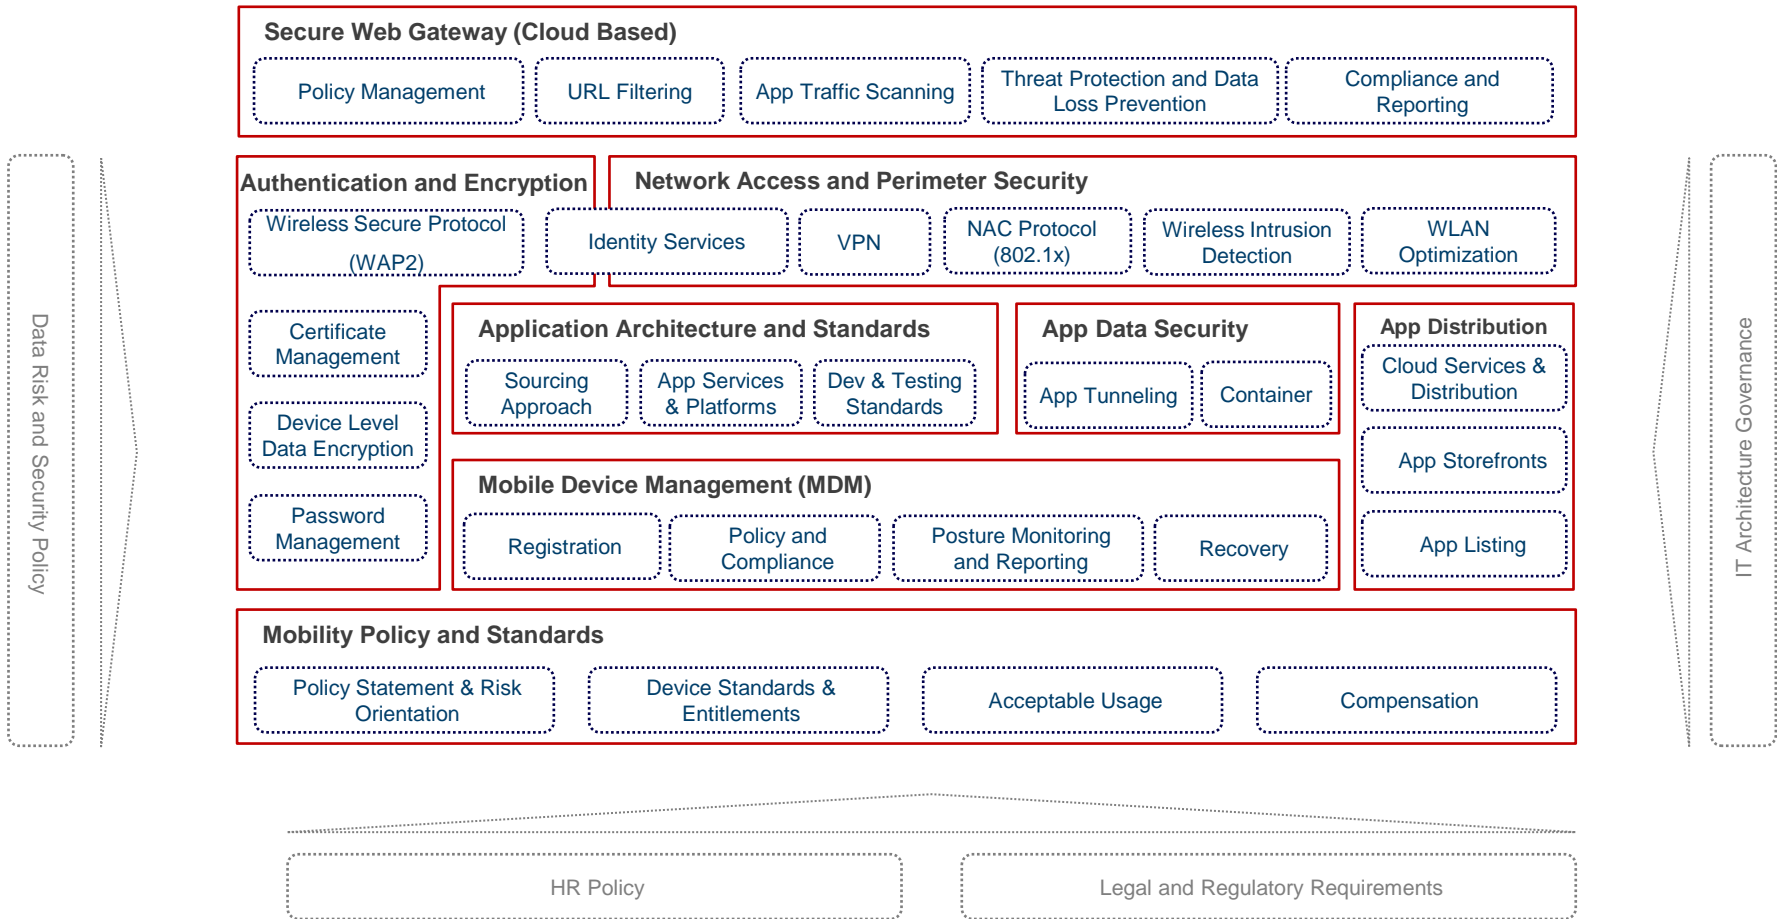 Secure Web Gateway (Cloud Based)
Policy Management
URL Filtering
App Traffic Scanning
Threat Protection and Data
Loss Prevention
Compliance and
Reporting
Authentication and Encryption
Wireless Secure Protocol
(WAP2)
Certificate
Management
Device Level
Data Encryption
Password
Management
Network Access and Perimeter Security
Identity Services
VPN
NAC Protocol
(802.1x)
Wireless Intrusion
Detection
WLAN
Optimization
Application Architecture and Standards
Sourcing
Approach
App Services
& Platforms
Dev & Testing
Standards
App Data Security
App Tunneling
Container
App Distribution
Cloud Services &
Distribution
App Storefronts
App Listing
Mobile Device Management (MDM)
Registration
Policy and
Compliance
Posture Monitoring
and Reporting
Recovery
Mobility Policy and Standards
Policy Statement & Risk
Orientation
Device Standards &
Entitlements
Acceptable Usage
Compensation
Data Risk and Security Policy
IT Architecture Governance
HR Policy
Legal and Regulatory Requirements